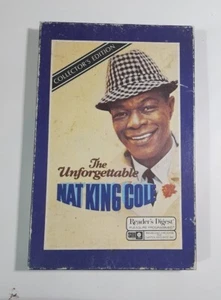 COLLECTOR'S EDITION
The
Unforgettable
NAT KING COLE
Reader's Digest